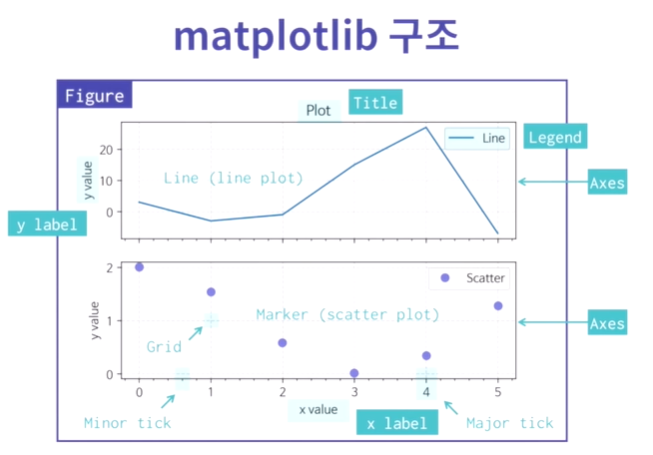 matplotlib 구조
Figure
Plot
Title
Line
Legend
20
10
0
y value
Line (line plot)
Axes
y label
Scatter
2
1
0
y value
Marker (scatter plot)
Axes
Grid
0 1 2 3 4 5
x value
Minor tick
x label
Major tick